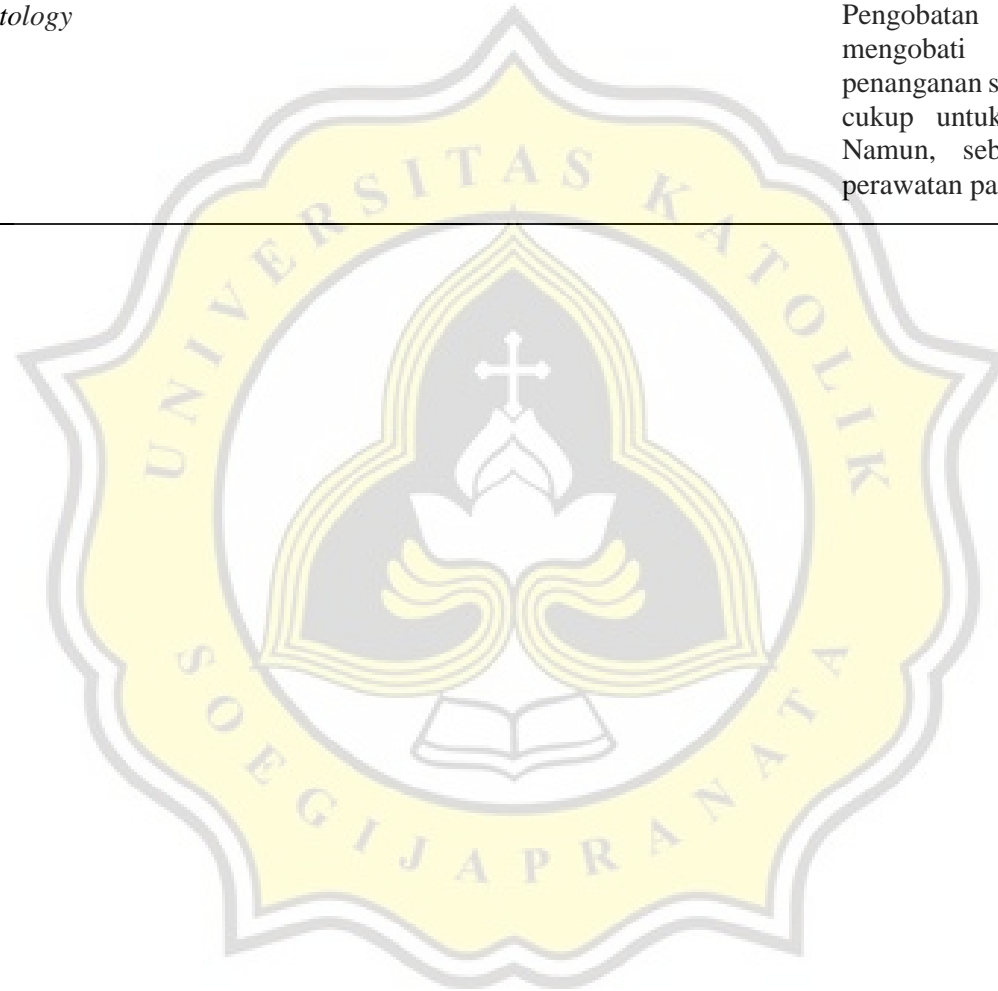 tology
Pengobatan
mengobati
penanganan s
cukup untuk
Namun, seb
perawatan pa
UNIVERSITAS KATOLIK
SOEGIJAPRANATA